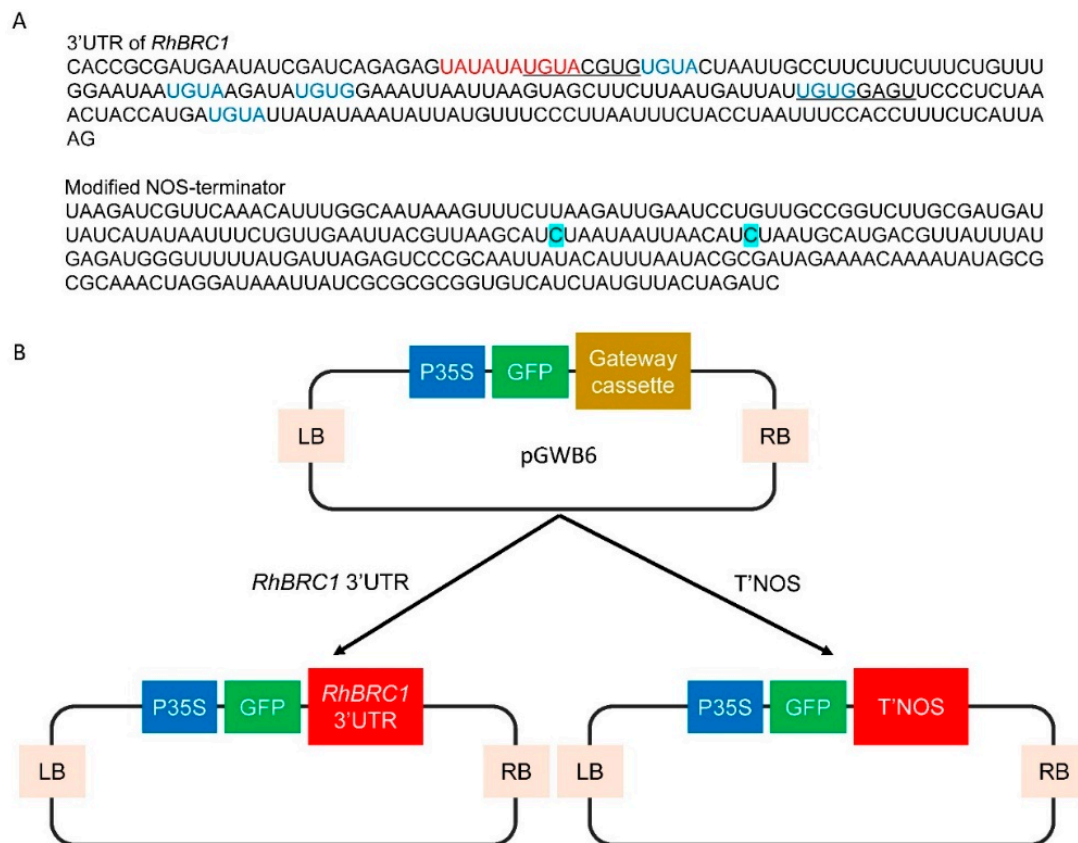 A
3'UTR of RhBRC1
CACCGCGAUGAAUAUCGAUCAGAGAGUAUAUAUGUACGUGUGUACUAAUUGCCUUCUUCUUUCUGUUU
GGAAUAAUGUAAGAUAUGUGGAAAUUAAUUAAGUAGCUUCUUAAUGAUUAUUGUGGAGUUCCCUCUAA
ACUACCAUGAUGUAUUAUAUAAAUAUUAUGUUUCCCUUAAUUUCUACCUAAUUUCCACCUUUCUCAUUA
AG
Modified NOS-terminator
UAAGAUCGUUCAAACAUUUGGCAAUAAAGUUUCUUAAGAUUGAAUCCUGUUGCCGGUCUUGCGAUGAU
UAUCAUAUAAUUUCUGUUGAAUUACGUUAAGCAUCUAAUAAUUAACAUCUAAUGCAUGACGUUAUUUAU
GAGAUGGGUUUUUAUGAUUAGAGUCCCGCAAUUAUACAUUUAAUACGCGAUAGAAAACAAAAUAUAGCG
CGCAAACUAGGAUAAAUUAUCGCGCGCGGUGUCAUCUAUGUUACUAGAUC
B
P35S GFP Gateway
cassette
LB RB
pGWB6
RhBRC1 3'UTR T'NOS
P35S GFP RhBRC1
3'UTR
P35S GFP T'NOS
LB RB LB RB